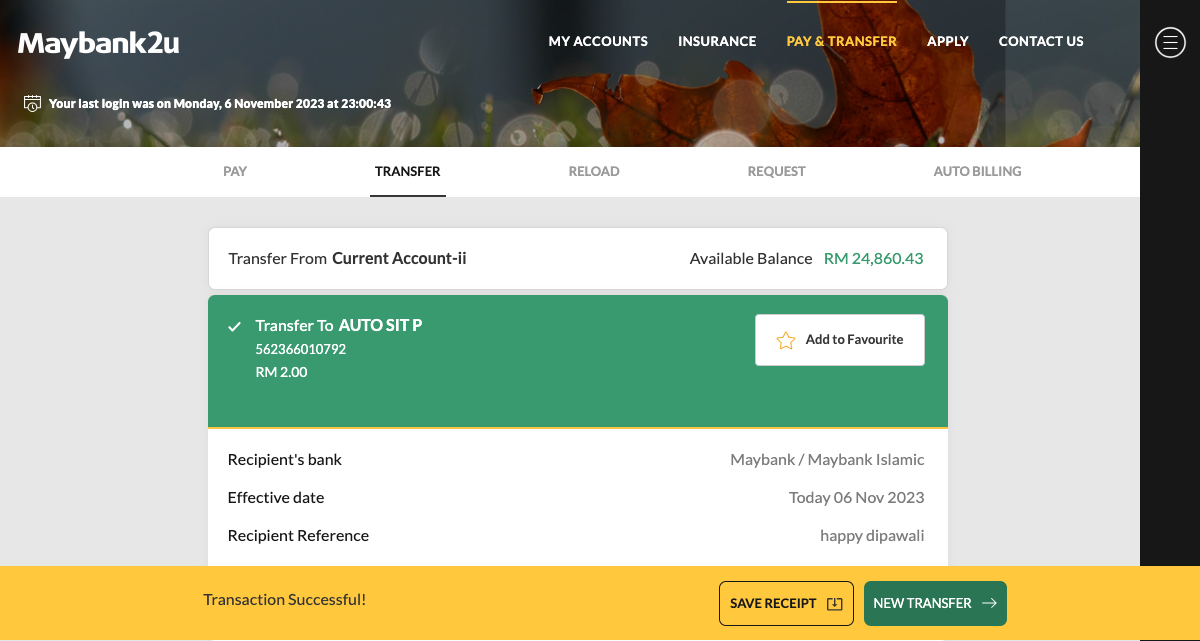 Maybank2u
MY ACCOUNTS INSURANCE PAY & TRANSFER APPLY CONTACT US
Your last login was on Monday, 6 November 2023 at 23:00:43
PAY TRANSFER RELOAD REQUEST AUTO BILLING
Transfer From Current Account-ii Available Balance RM 24,860.43
Transfer To AUTO SIT P
562366010792
RM 2.00
Add to Favourite
Recipient's bank Maybank / Maybank Islamic
Effective date Today 06 Nov 2023
Recipient Reference happy dipawali
Transaction Successful! SAVE RECEIPT NEW TRANSFER